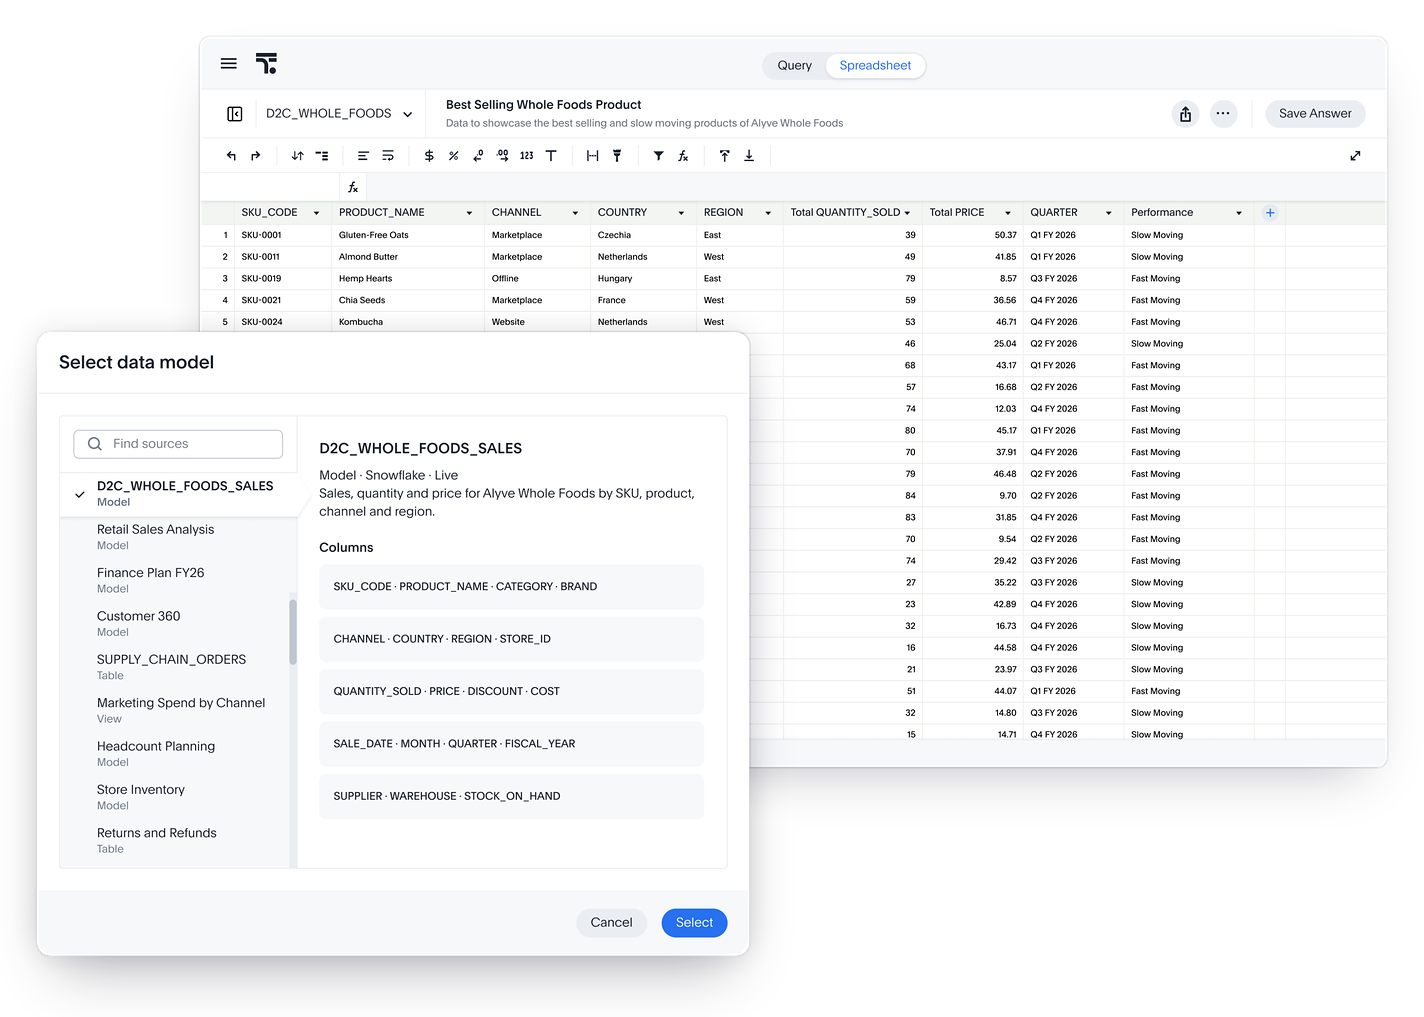 Query Spreadsheet
D2C_WHOLE_FOODS
Best Selling Whole Foods Product
Data to showcase the best selling and slow moving products of Alyve Whole Foods
Save Answer
$ % .0 .00 123 T fx
fx
SKU_CODE PRODUCT_NAME CHANNEL COUNTRY REGION Total QUANTITY_SOLD Total PRICE QUARTER Performance +
1 SKU-0001 Gluten-Free Oats Marketplace Czechia East 39 50.37 Q1 FY 2026 Slow Moving
2 SKU-0011 Almond Butter Marketplace Netherlands West 49 41.85 Q1 FY 2026 Slow Moving
3 SKU-0019 Hemp Hearts Offline Hungary East 79 8.57 Q3 FY 2026 Fast Moving
4 SKU-0021 Chia Seeds Marketplace France West 59 36.56 Q4 FY 2026 Fast Moving
5 SKU-0024 Kombucha Website Netherlands West 53 46.71 Q4 FY 2026 Fast Moving
46 25.04 Q2 FY 2026 Slow Moving
68 43.17 Q1 FY 2026 Fast Moving
57 16.68 Q2 FY 2026 Fast Moving
74 12.03 Q4 FY 2026 Fast Moving
80 45.17 Q1 FY 2026 Fast Moving
70 37.91 Q4 FY 2026 Fast Moving
79 46.48 Q2 FY 2026 Fast Moving
84 9.70 Q2 FY 2026 Fast Moving
83 31.85 Q4 FY 2026 Fast Moving
70 9.54 Q2 FY 2026 Fast Moving
74 29.42 Q3 FY 2026 Fast Moving
27 35.22 Q3 FY 2026 Slow Moving
23 42.89 Q4 FY 2026 Slow Moving
32 16.73 Q4 FY 2026 Slow Moving
16 44.58 Q4 FY 2026 Slow Moving
21 23.97 Q3 FY 2026 Slow Moving
51 44.07 Q1 FY 2026 Fast Moving
32 14.80 Q3 FY 2026 Slow Moving
15 14.71 Q4 FY 2026 Slow Moving
Select data model
Find sources
D2C_WHOLE_FOODS_SALES
Model
Retail Sales Analysis
Model
Finance Plan FY26
Model
Customer 360
Model
SUPPLY_CHAIN_ORDERS
Table
Marketing Spend by Channel
View
Headcount Planning
Model
Store Inventory
Model
Returns and Refunds
Table
D2C_WHOLE_FOODS_SALES
Model · Snowflake · Live
Sales, quantity and price for Alyve Whole Foods by SKU, product,
channel and region.
Columns
SKU_CODE · PRODUCT_NAME · CATEGORY · BRAND
CHANNEL · COUNTRY · REGION · STORE_ID
QUANTITY_SOLD · PRICE · DISCOUNT · COST
SALE_DATE · MONTH · QUARTER · FISCAL_YEAR
SUPPLIER · WAREHOUSE · STOCK_ON_HAND
Cancel Select